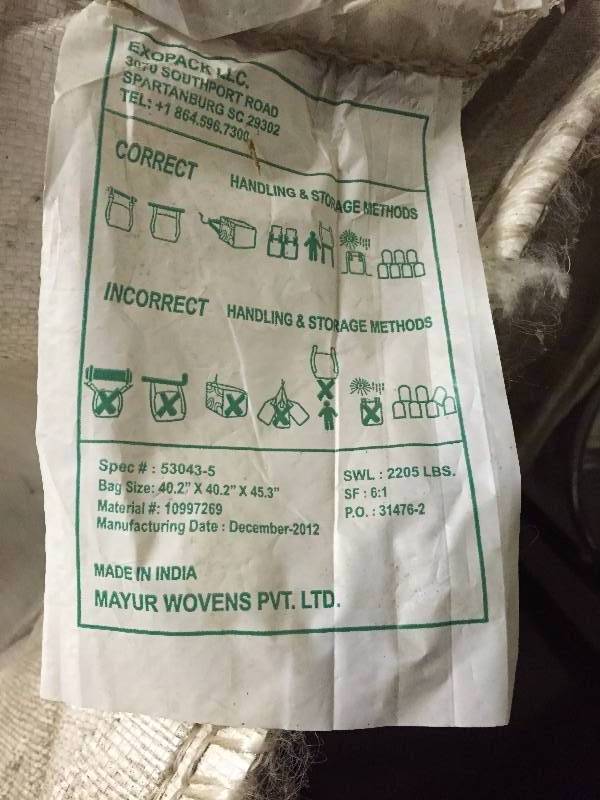 EXOPACK LLC.
3070 SOUTHPORT ROAD
SPARTANBURG SC 29302
TEL: +1 864.596.7300
CORRECT HANDLING & STORAGE METHODS
INCORRECT HANDLING & STORAGE METHODS
Spec # : 53043-5
Bag Size: 40.2" X 40.2" X 45.3"
Material #: 10997269
Manufacturing Date : December-2012
SWL : 2205 LBS.
SF : 6:1
P.O. : 31476-2
MADE IN INDIA
MAYUR WOVENS PVT. LTD.